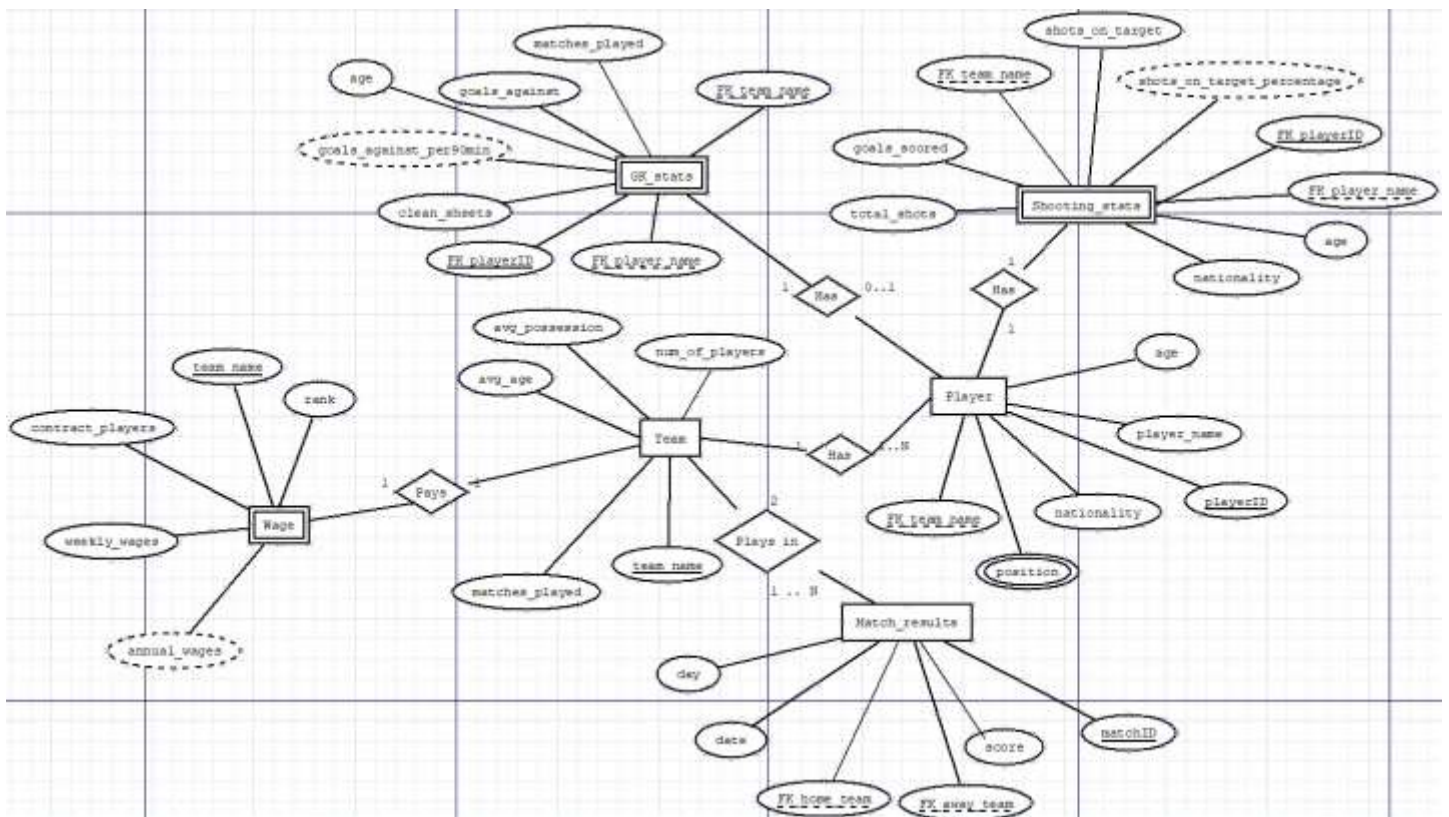 shots_on_target
matches_played
FK team_name
shots_on_target_percentage
age
goals_against
FK team_name
FK playerID
goals_against_per90min
goals_scored
GK_stats
FK player_name
Shooting_stats
clean_sheets
total_shots
age
FK playerID
FK player_name
nationality
1
1
Has
0..1
Has
avg_possession
1
num_of_players
age
team_name
avg_age
Player
rank
contract_players
player_name
Team
1
Has
1..N
Pays
1
1
playerID
2
FK team_name
nationality
Wage
weekly_wages
Plays in
team_name
position
matches_played
1 .. N
Match_results
annual_wages
day
matchID
date
score
FK home_team
FK away_team